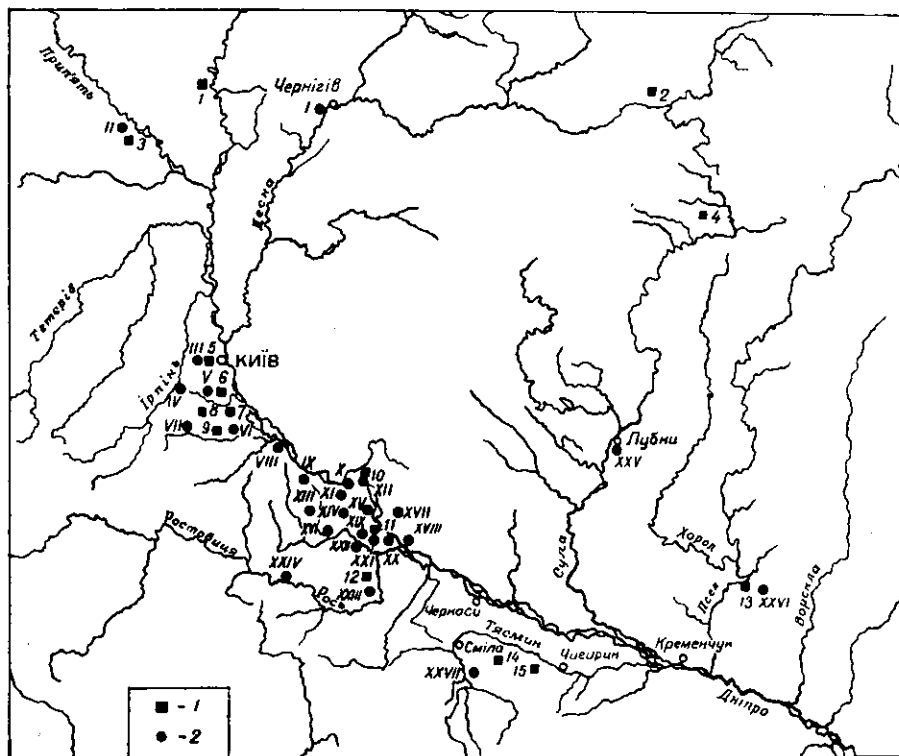 Прип'ять
1
Чернігів
I
2
II
3
Десна
4
Тетерів
Ірпінь
III 5 КИЇВ
V 6
IV
8 7
VII 9 VI
VIII
Лубни
XXV
IX X 10
XI XII
XIII XIV XV XVII
XVI XIX 11 XVIII
XXII XXI XX
Роставиця
XXIV
12
XXIII
Рось
Сула
Хорол
Псел
13 XXVI
Ворскла
Черкаси
Тясмин
Сміла
14
15
Чигирин
Кременчук
XXVII
Дніпро
- 1
- 2